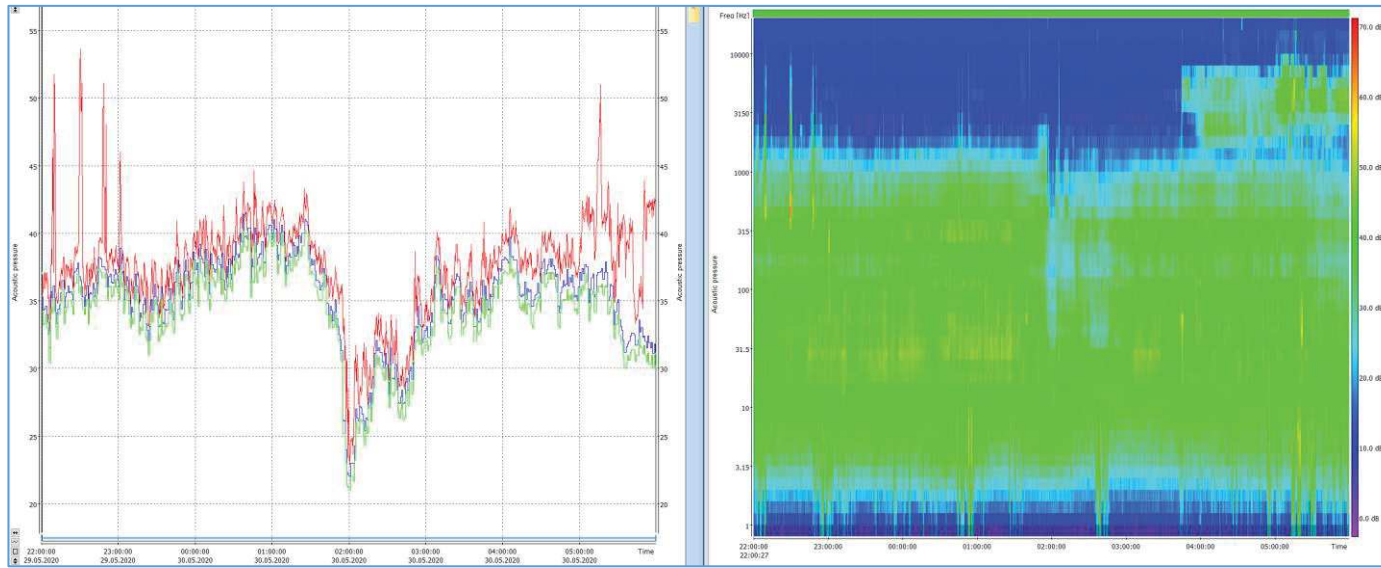 55
50
45
40
35
30
25
20
Acoustic pressure
22:00:00 23:00:00 00:00:00 01:00:00 02:00:00 03:00:00 04:00:00 05:00:00 Time
29.05.2020 29.05.2020 30.05.2020 30.05.2020 30.05.2020 30.05.2020 30.05.2020 30.05.2020
55
50
45
40
35
30
25
20
Acoustic pressure
Freq [Hz]
19000
3150
1000
315
100
31.5
10
3.15
1
Acoustic pressure
22:00:00 23:00:00 00:00:00 01:00:00 02:00:00 03:00:00 04:00:00 05:00:00 Time
22:00:27
70.0 dB
60.0 dB
50.0 dB
40.0 dB
30.0 dB
20.0 dB
10.0 dB
0.0 dB